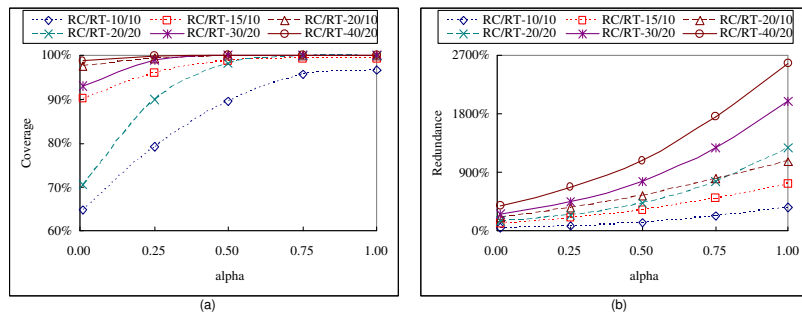 RC/RT-10/10 RC/RT-15/10 RC/RT-20/10
RC/RT-20/20 RC/RT-30/20 RC/RT-40/20
100%
90%
80%
70%
60%
Coverage
0.00 0.25 0.50 0.75 1.00
alpha
(a)
RC/RT-10/10 RC/RT-15/10 RC/RT-20/10
RC/RT-20/20 RC/RT-30/20 RC/RT-40/20
2700%
1800%
900%
0%
Redundance
0.00 0.25 0.50 0.75 1.00
alpha
(b)